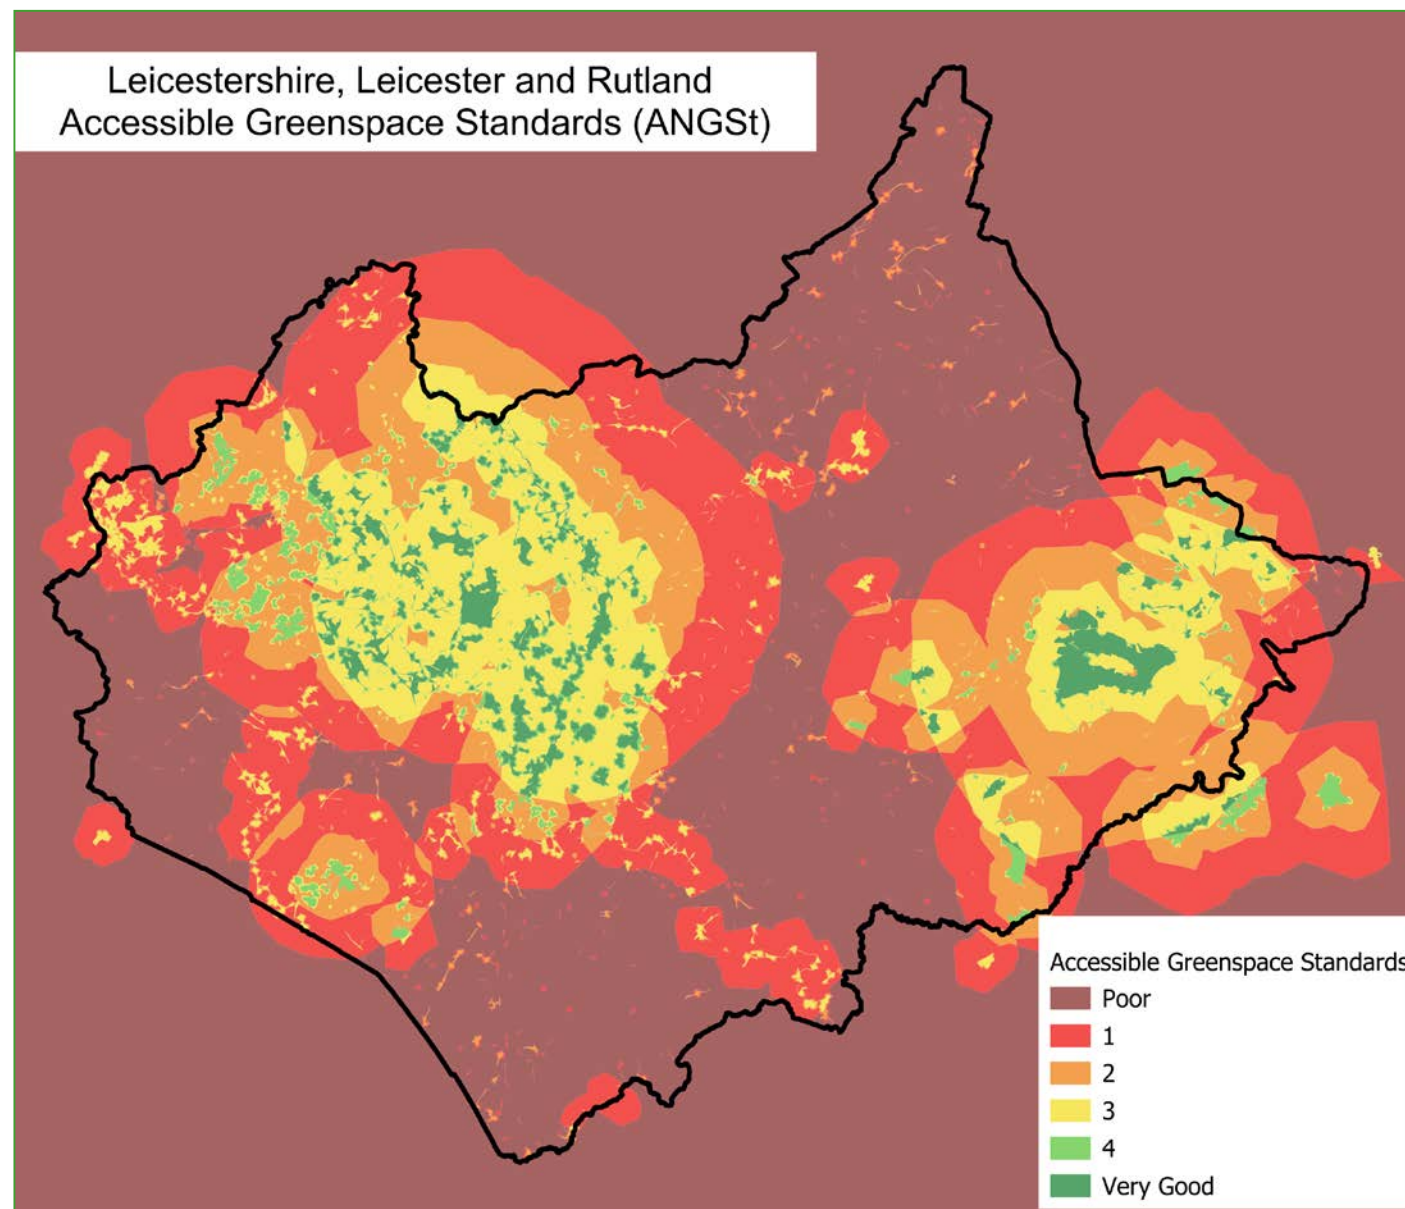 Leicestershire, Leicester and Rutland
Accessible Greenspace Standards (ANGSt)
Accessible Greenspace Standards
Poor
1
2
3
4
Very Good